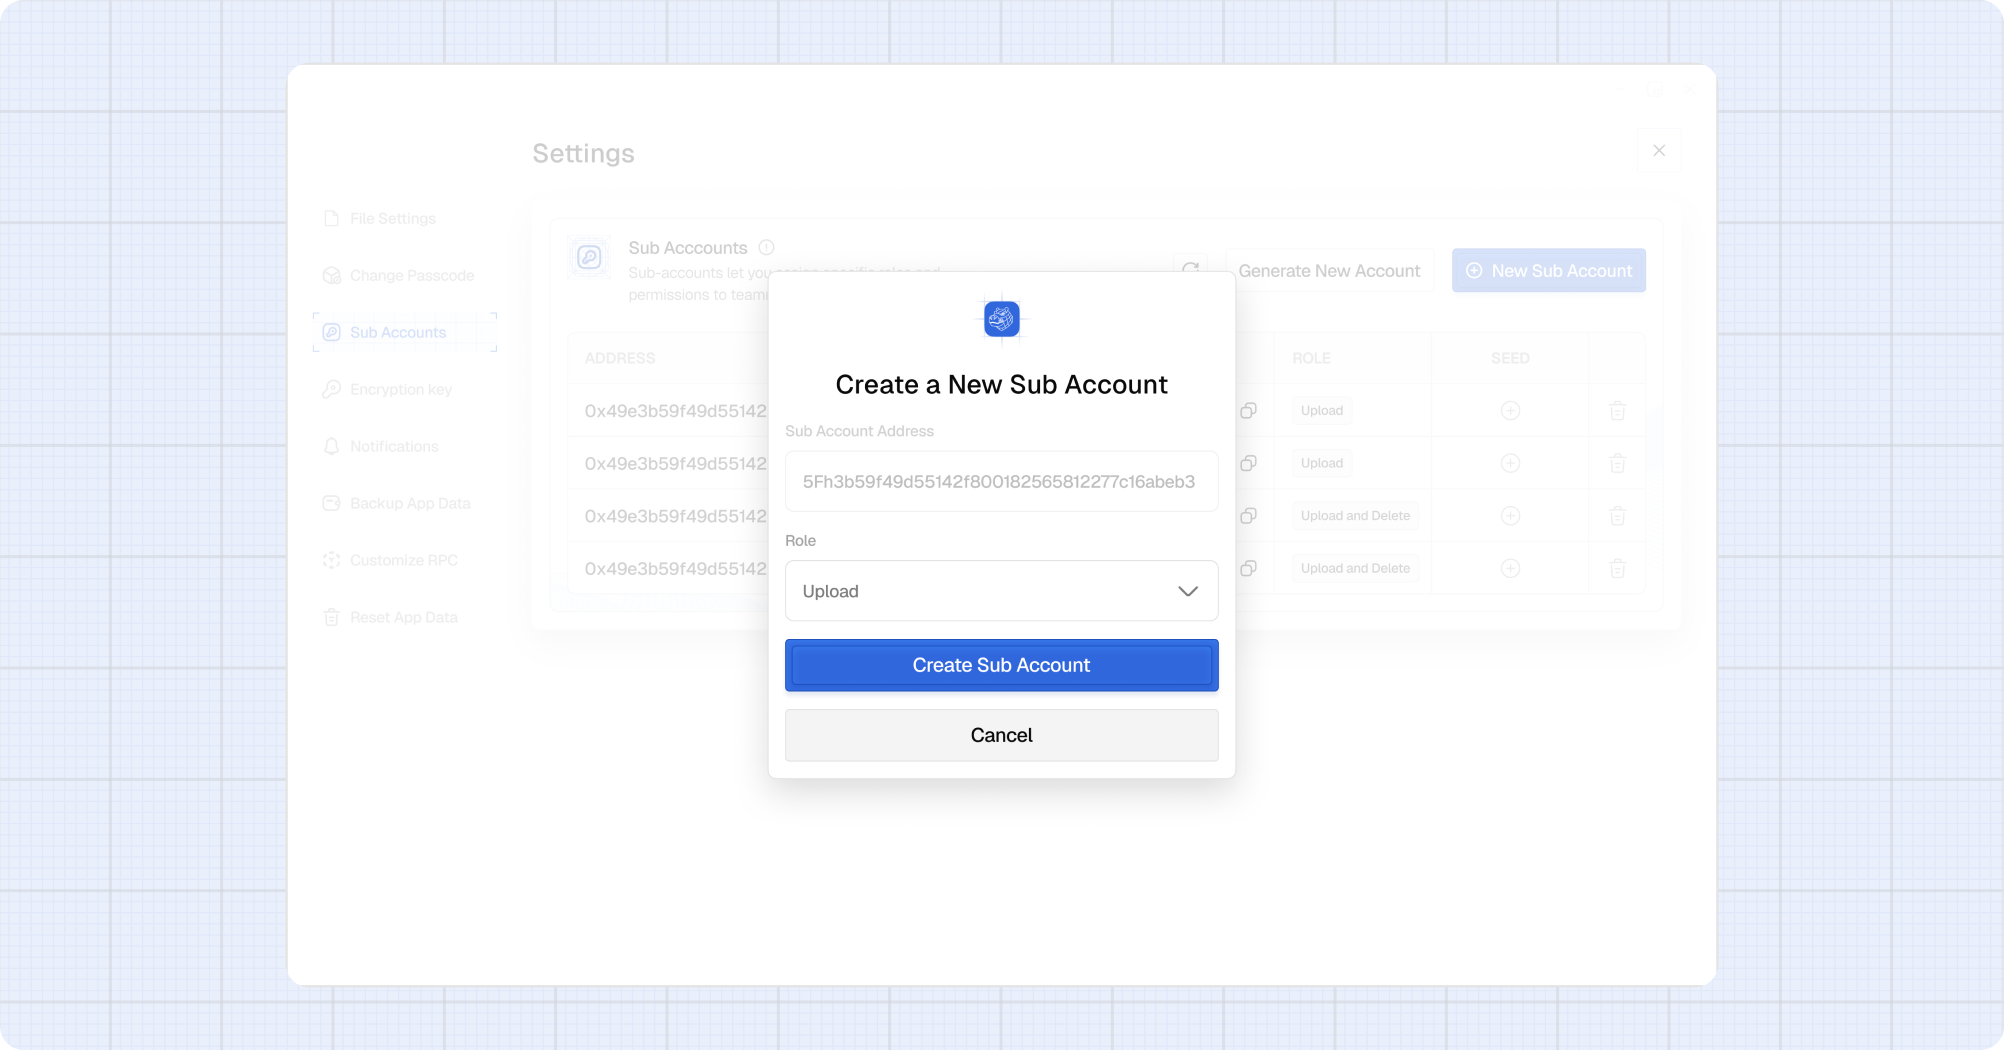 Settings
File Settings
Change Passcode
Sub Accounts
Encryption key
Notifications
Backup App Data
Customize RPC
Reset App Data
Sub Acccounts
Sub-accounts let you
permissions to
Generate New Account
New Sub Account
ADDRESS
ROLE
SEED
0x49e3b59f49d55142
Upload
0x49e3b59f49d55142
Upload
0x49e3b59f49d55142
Upload and Delete
0x49e3b59f49d55142
Upload and Delete
Create a New Sub Account
Sub Account Address
5Fh3b59f49d55142f800182565812277c16abeb3
Role
Upload
Create Sub Account
Cancel